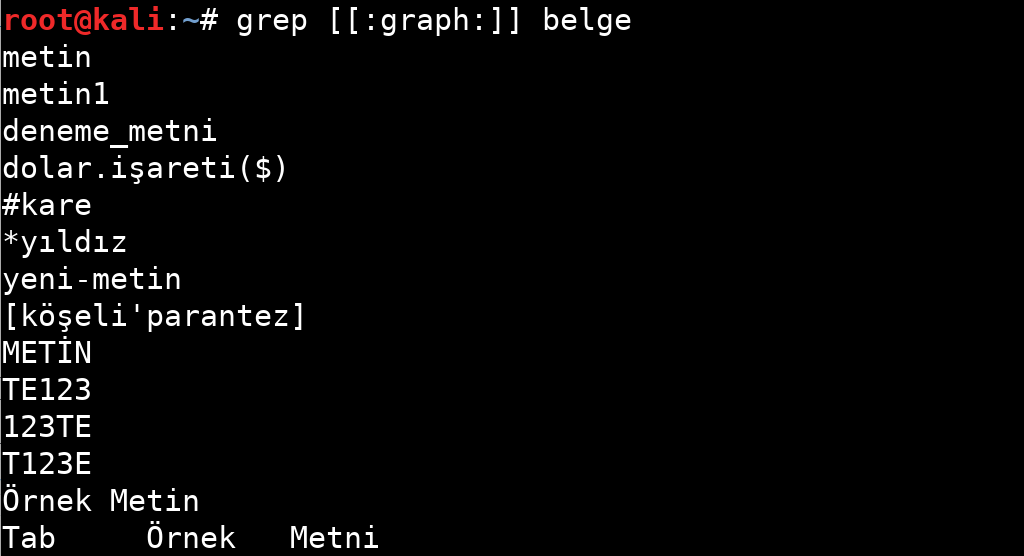 root@kali:~# grep [[:graph:]] belge
metin
metin1
deneme_metni
dolar.işareti($)
#kare
*yıldız
yeni-metin
[köşeli'parantez]
METİN
TE123
123TE
T123E
Örnek Metin
Tab     Örnek   Metni